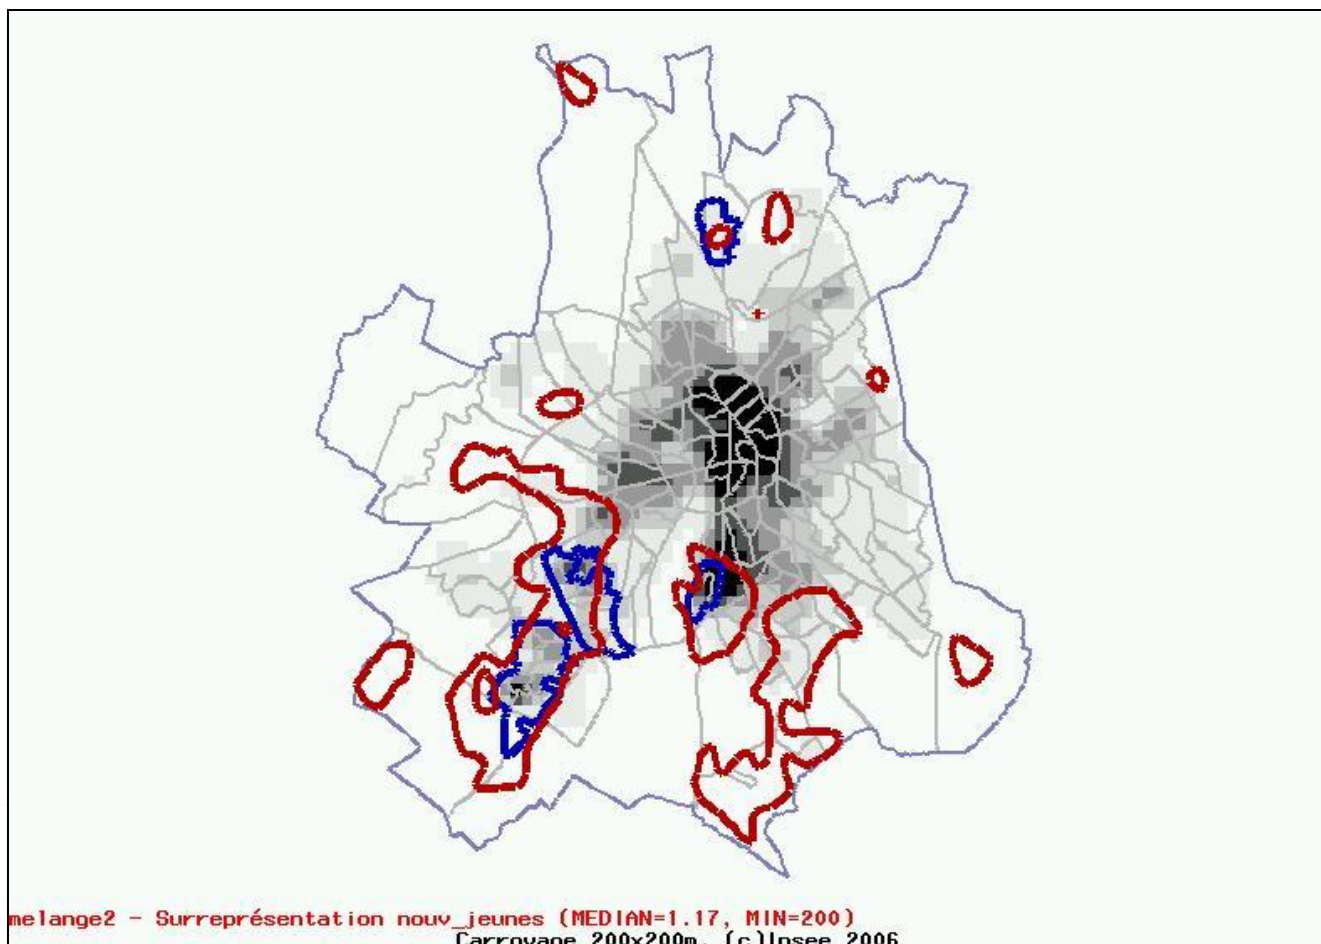 melange2 - Surreprésentation nouv_jeunes (MEDIAN=1.17, MIN=200)
Carroyage 200x200m, (c)Insee 2006